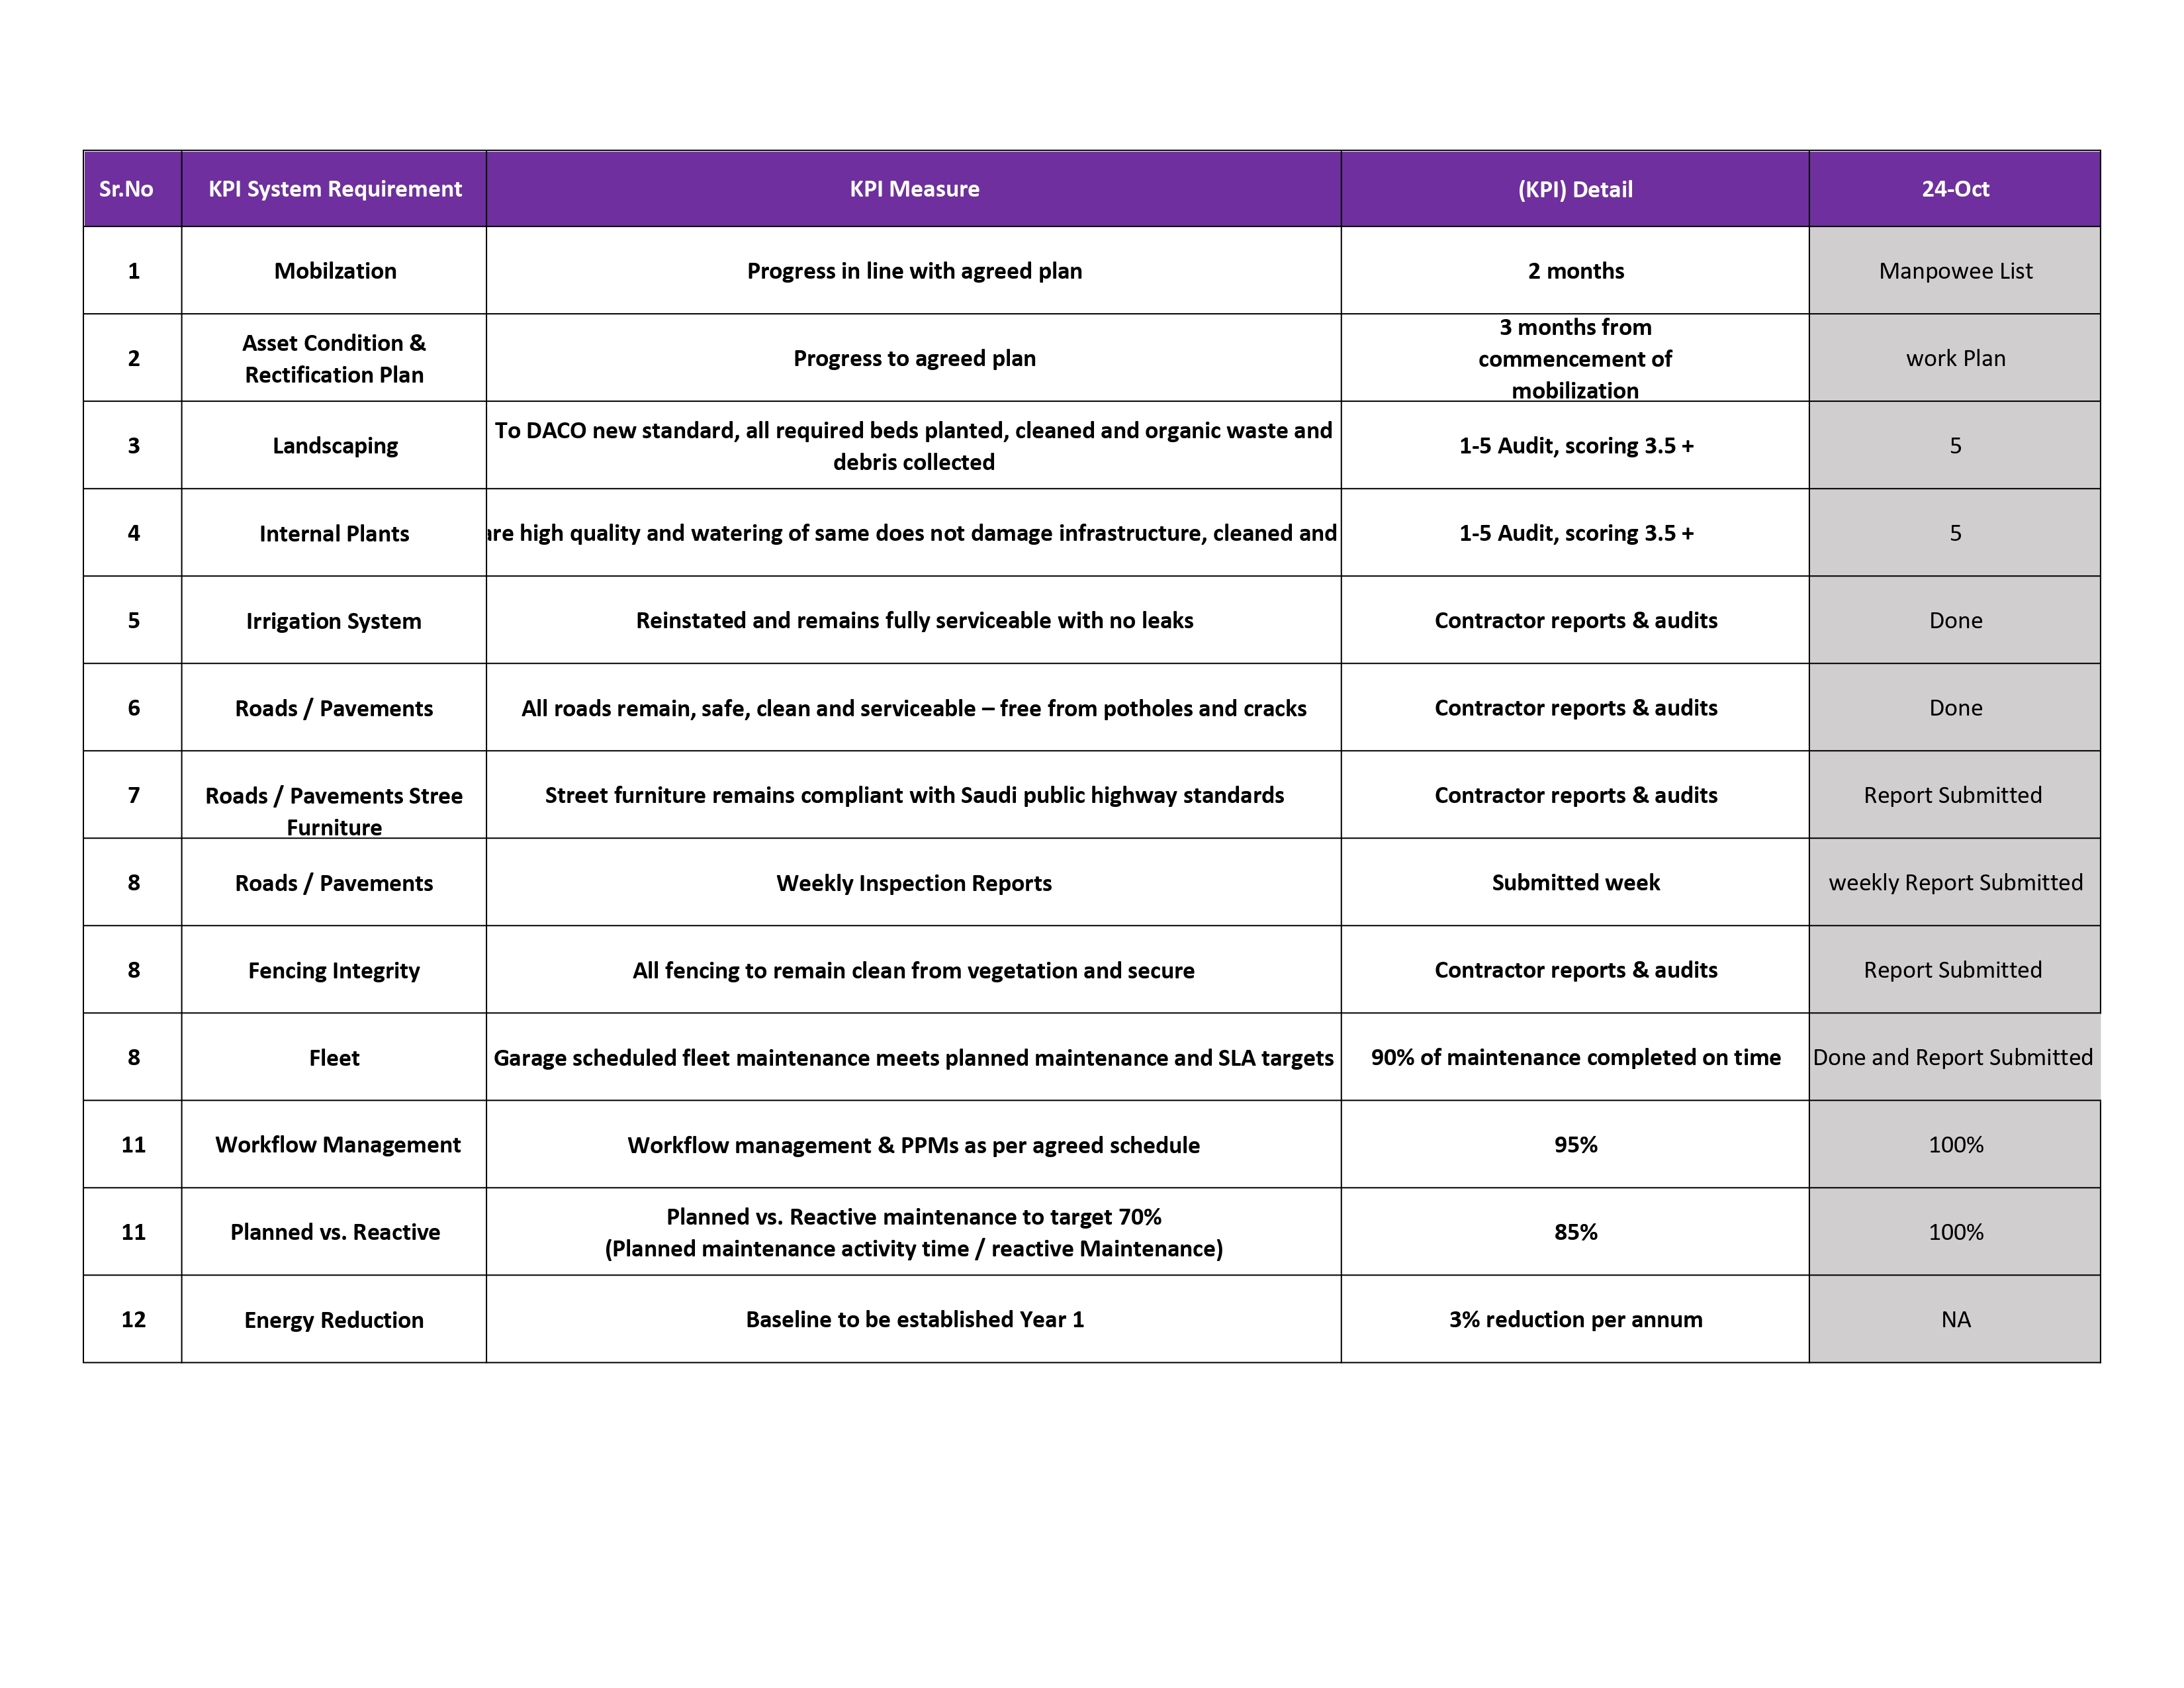 Sr.No KPI System Requirement KPI Measure (KPI) Detail 24-Oct
1 Mobilzation Progress in line with agreed plan 2 months Manpowee List
2 Asset Condition & Rectification Plan Progress to agreed plan 3 months from commencement of mobilization work Plan
3 Landscaping To DACO new standard, all required beds planted, cleaned and organic waste and debris collected 1-5 Audit, scoring 3.5 + 5
4 Internal Plants are high quality and watering of same does not damage infrastructure, cleaned and 1-5 Audit, scoring 3.5 + 5
5 Irrigation System Reinstated and remains fully serviceable with no leaks Contractor reports & audits Done
6 Roads / Pavements All roads remain, safe, clean and serviceable – free from potholes and cracks Contractor reports & audits Done
7 Roads / Pavements Stree Furniture Street furniture remains compliant with Saudi public highway standards Contractor reports & audits Report Submitted
8 Roads / Pavements Weekly Inspection Reports Submitted week weekly Report Submitted
8 Fencing Integrity All fencing to remain clean from vegetation and secure Contractor reports & audits Report Submitted
8 Fleet Garage scheduled fleet maintenance meets planned maintenance and SLA targets 90% of maintenance completed on time Done and Report Submitted
11 Workflow Management Workflow management & PPMs as per agreed schedule 95% 100%
11 Planned vs. Reactive Planned vs. Reactive maintenance to target 70% (Planned maintenance activity time / reactive Maintenance) 85% 100%
12 Energy Reduction Baseline to be established Year 1 3% reduction per annum NA